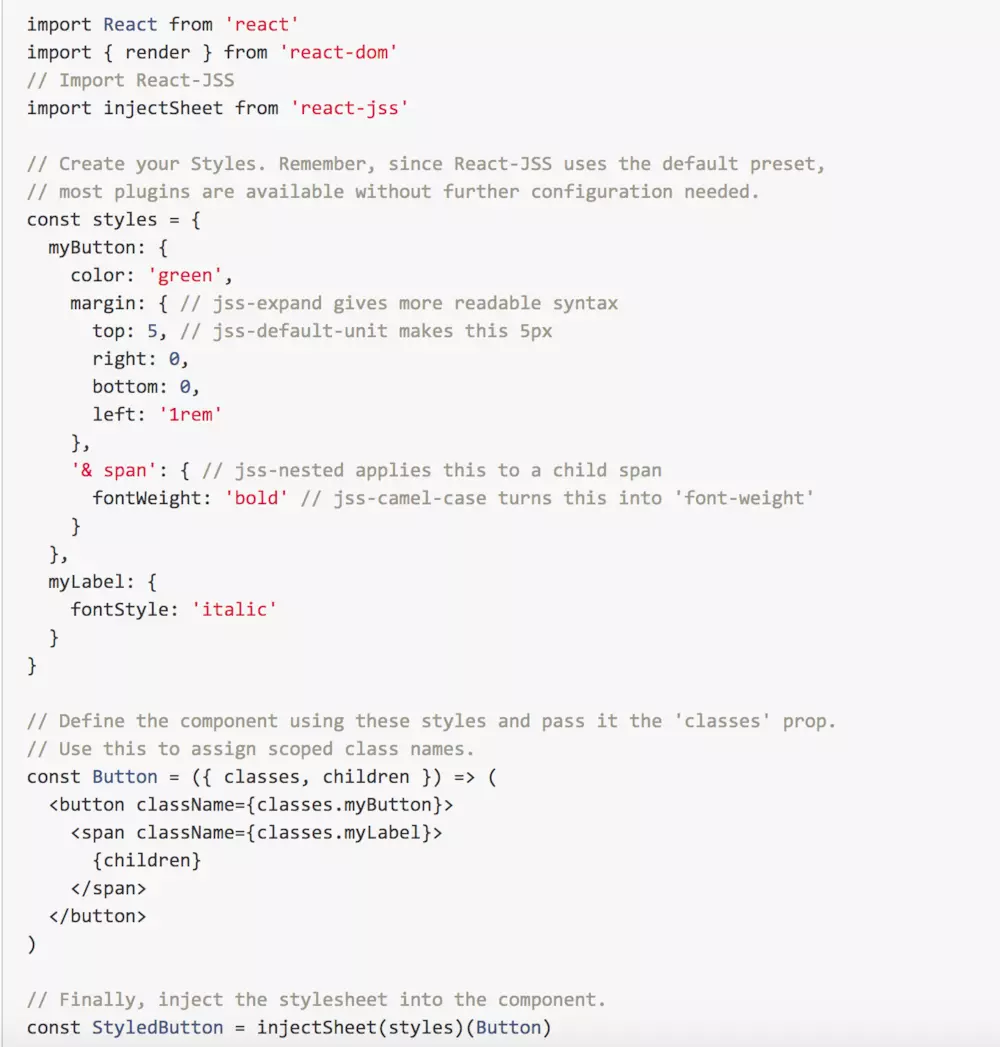 import React from 'react'
import { render } from 'react-dom'
// Import React-JSS
import injectSheet from 'react-jss'

// Create your Styles. Remember, since React-JSS uses the default preset,
// most plugins are available without further configuration needed.
const styles = {
  myButton: {
    color: 'green',
    margin: { // jss-expand gives more readable syntax
      top: 5, // jss-default-unit makes this 5px
      right: 0,
      bottom: 0,
      left: '1rem'
    },
    '& span': { // jss-nested applies this to a child span
      fontWeight: 'bold' // jss-camel-case turns this into 'font-weight'
    }
  },
  myLabel: {
    fontStyle: 'italic'
  }
}

// Define the component using these styles and pass it the 'classes' prop.
// Use this to assign scoped class names.
const Button = ({ classes, children }) => (
  <button className={classes.myButton}>
    <span className={classes.myLabel}>
      {children}
    </span>
  </button>
)

// Finally, inject the stylesheet into the component.
const StyledButton = injectSheet(styles)(Button)